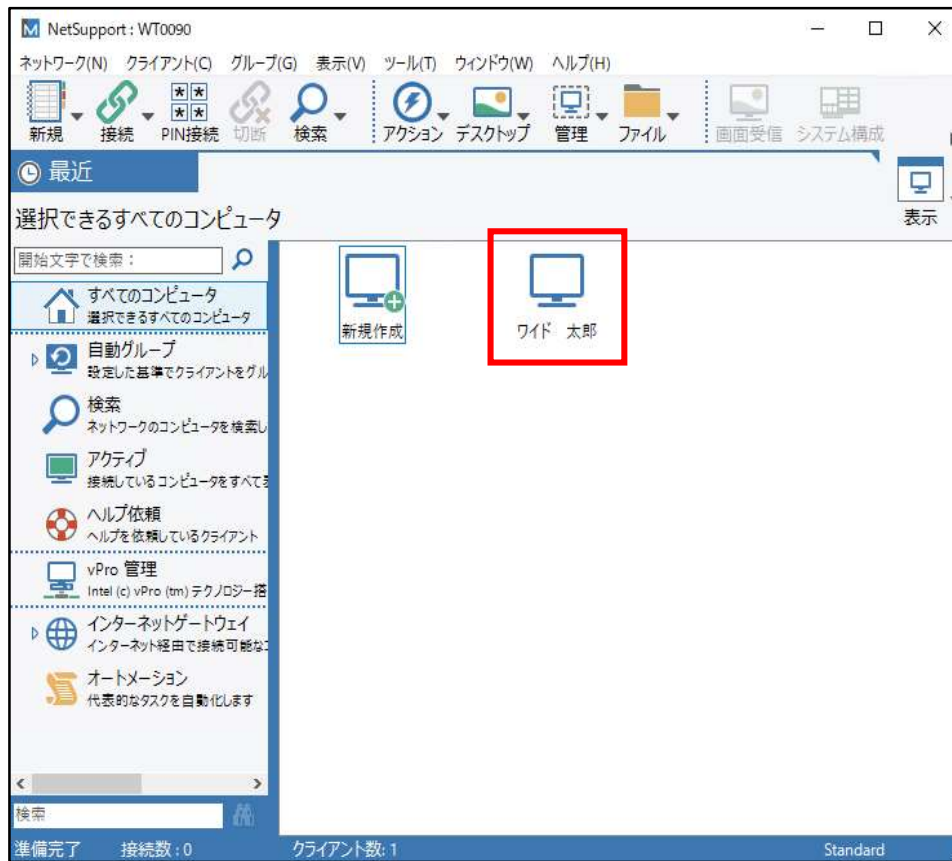 NetSupport : WT0090
ネットワーク(N) クライアント(C) グループ(G) 表示(V) ツール(T) ウィンドウ(W) ヘルプ(H)
新規 接続 PIN接続 切断 検索 アクション デスクトップ 管理 ファイル 画面受信 システム構成
最近
選択できるすべてのコンピュータ
表示
開始文字で検索：
すべてのコンピュータ
選択できるすべてのコンピュータ
自動グループ
設定した基準でクライアントをグル
検索
ネットワークのコンピュータを検索し
アクティブ
接続しているコンピュータをすべて
ヘルプ依頼
ヘルプを依頼しているクライアント
vPro 管理
Intel (c) vPro (tm) テクノロジー搭
インターネットゲートウェイ
インターネット経由で接続可能な
オートメーション
代表的なタスクを自動化します
新規作成
ワイド 太郎
検索
準備完了 接続数 : 0 クライアント数: 1 Standard